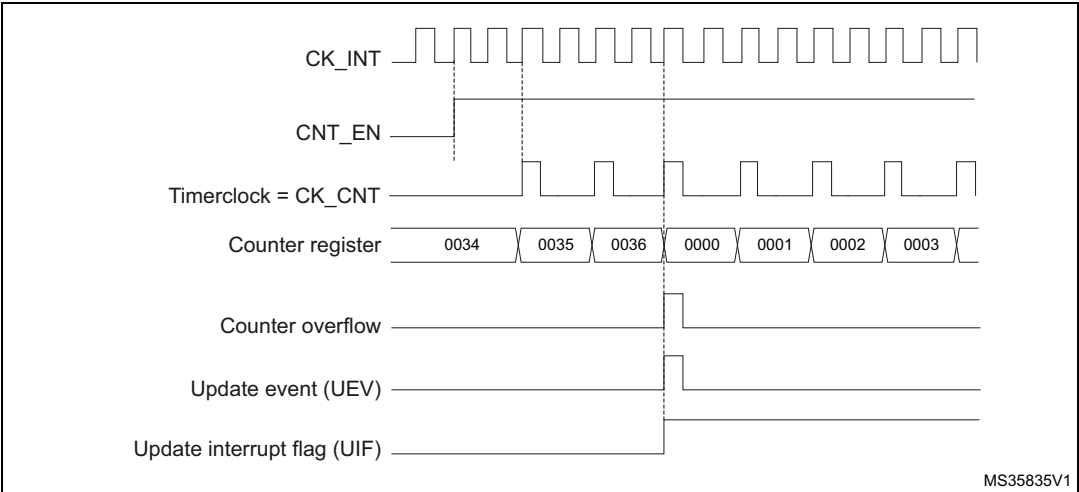 CK_INT
CNT_EN
Timerclock = CK_CNT
Counter register 0034 0035 0036 0000 0001 0002 0003
Counter overflow
Update event (UEV)
Update interrupt flag (UIF)
MS35835V1